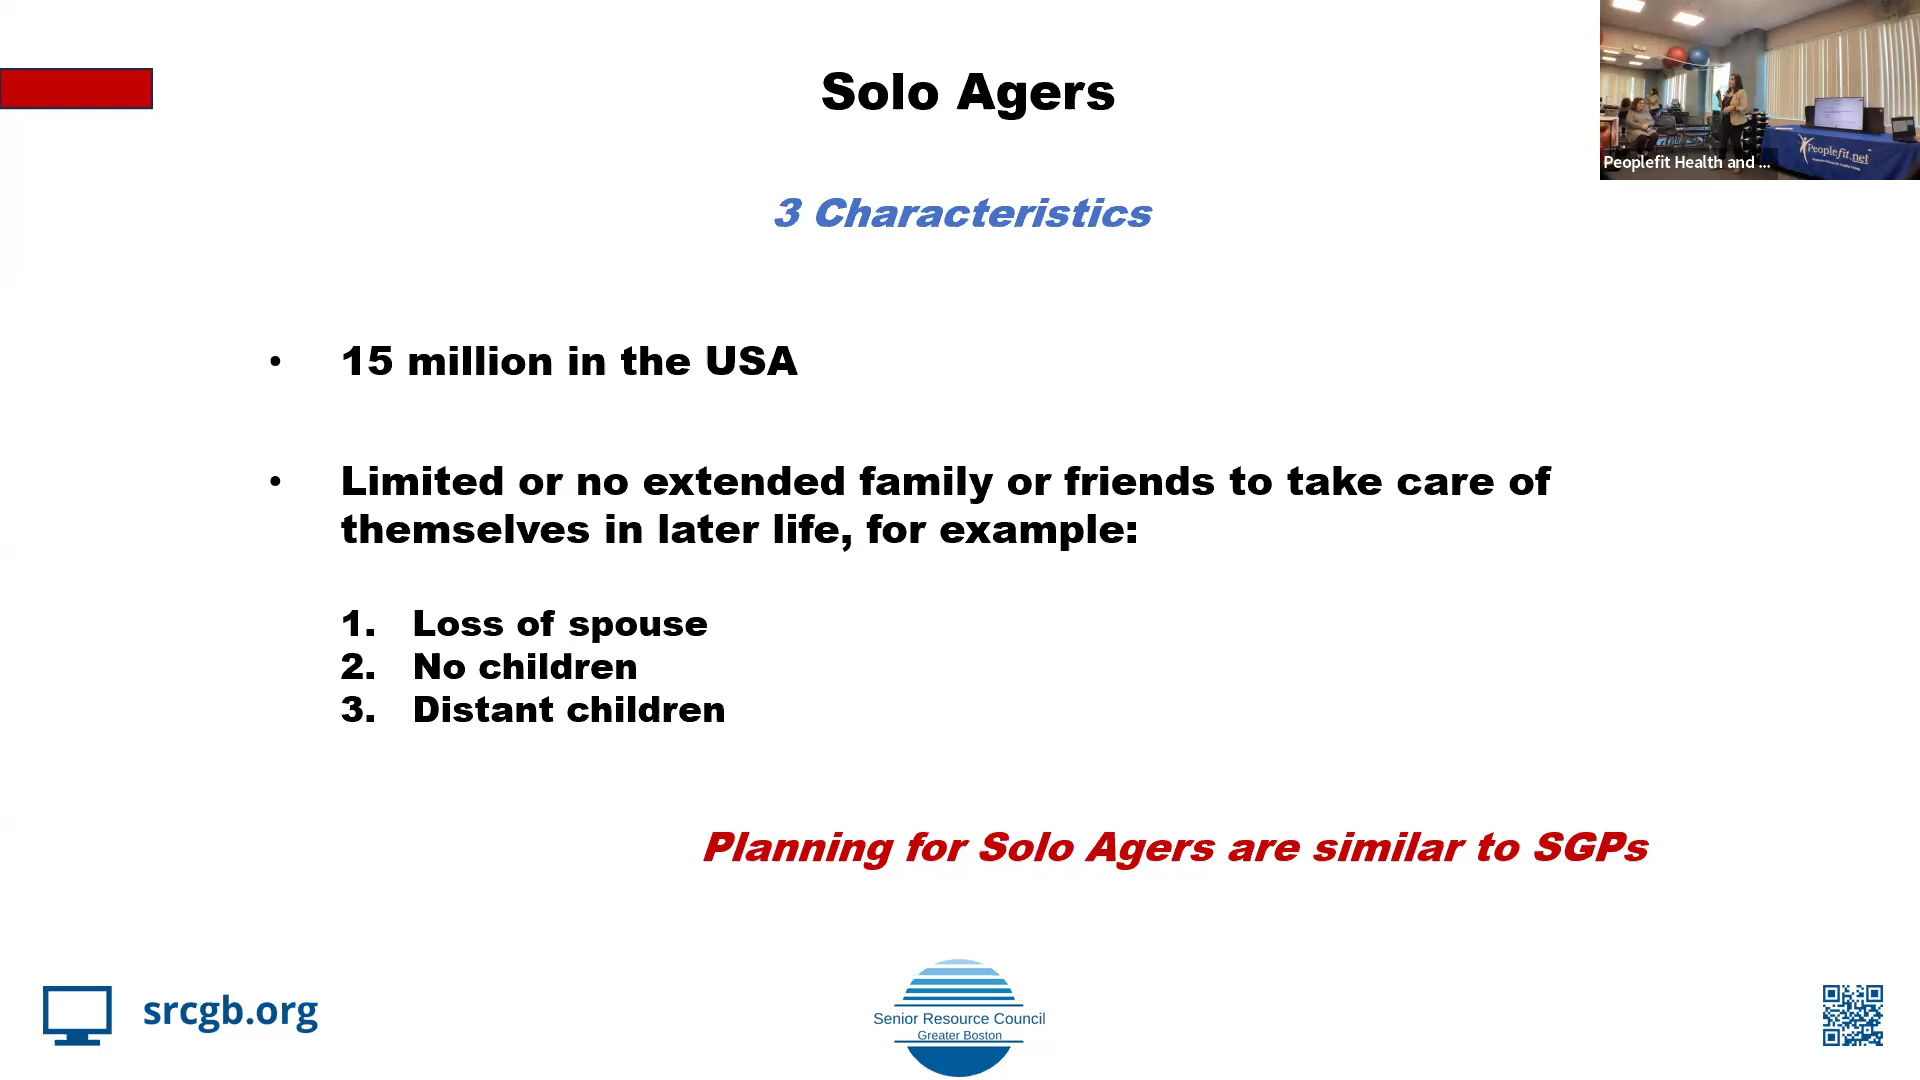 Solo Agers
3 Characteristics
• 15 million in the USA
• Limited or no extended family or friends to take care of
themselves in later life, for example:
1. Loss of spouse
2. No children
3. Distant children
Planning for Solo Agers are similar to SGPs
Peoplefit Health and ...
Peoplefit.net
srcgb.org
Senior Resource Council
Greater Boston